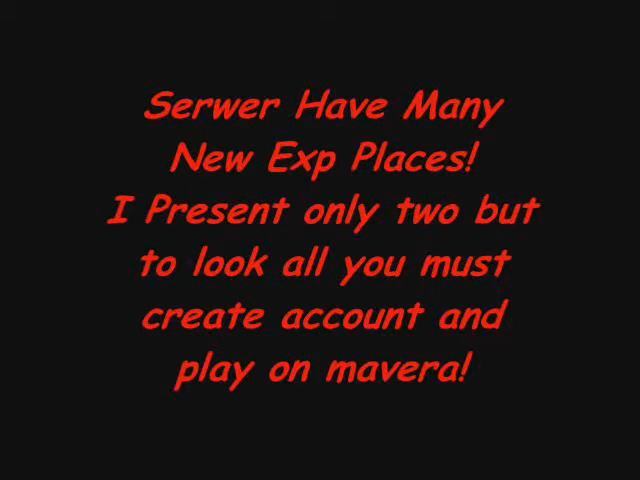 Serwer Have Many
New Exp Places!
I Present only two but
to look all you must
create account and
play on mavera!